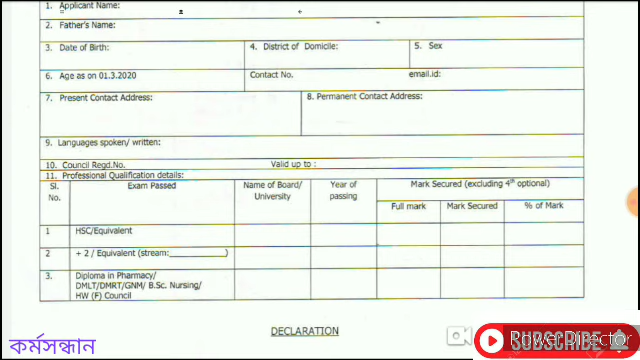 1. Applicant Name:
2. Father's Name:
3. Date of Birth: 4. District of Domicile: 5. Sex
6. Age as on 01.3.2020 Contact No. email.id:
7. Present Contact Address: 8. Permanent Contact Address:
9. Languages spoken/ written:
10. Council Regd.No. Valid up to :
11. Professional Qualification details:
Sl. No. Exam Passed Name of Board/ University Year of passing Mark Secured (excluding 4th optional)
Full mark Mark Secured % of Mark
1 HSC/Equivalent
2 + 2 / Equivalent (stream:__________)
3. Diploma in Pharmacy/
DMLT/DMRT/GNM/ B.Sc. Nursing/
HW (F) Council
DECLARATION
কর্মসন্ধান
SUBSCRIBE
PowerDirector